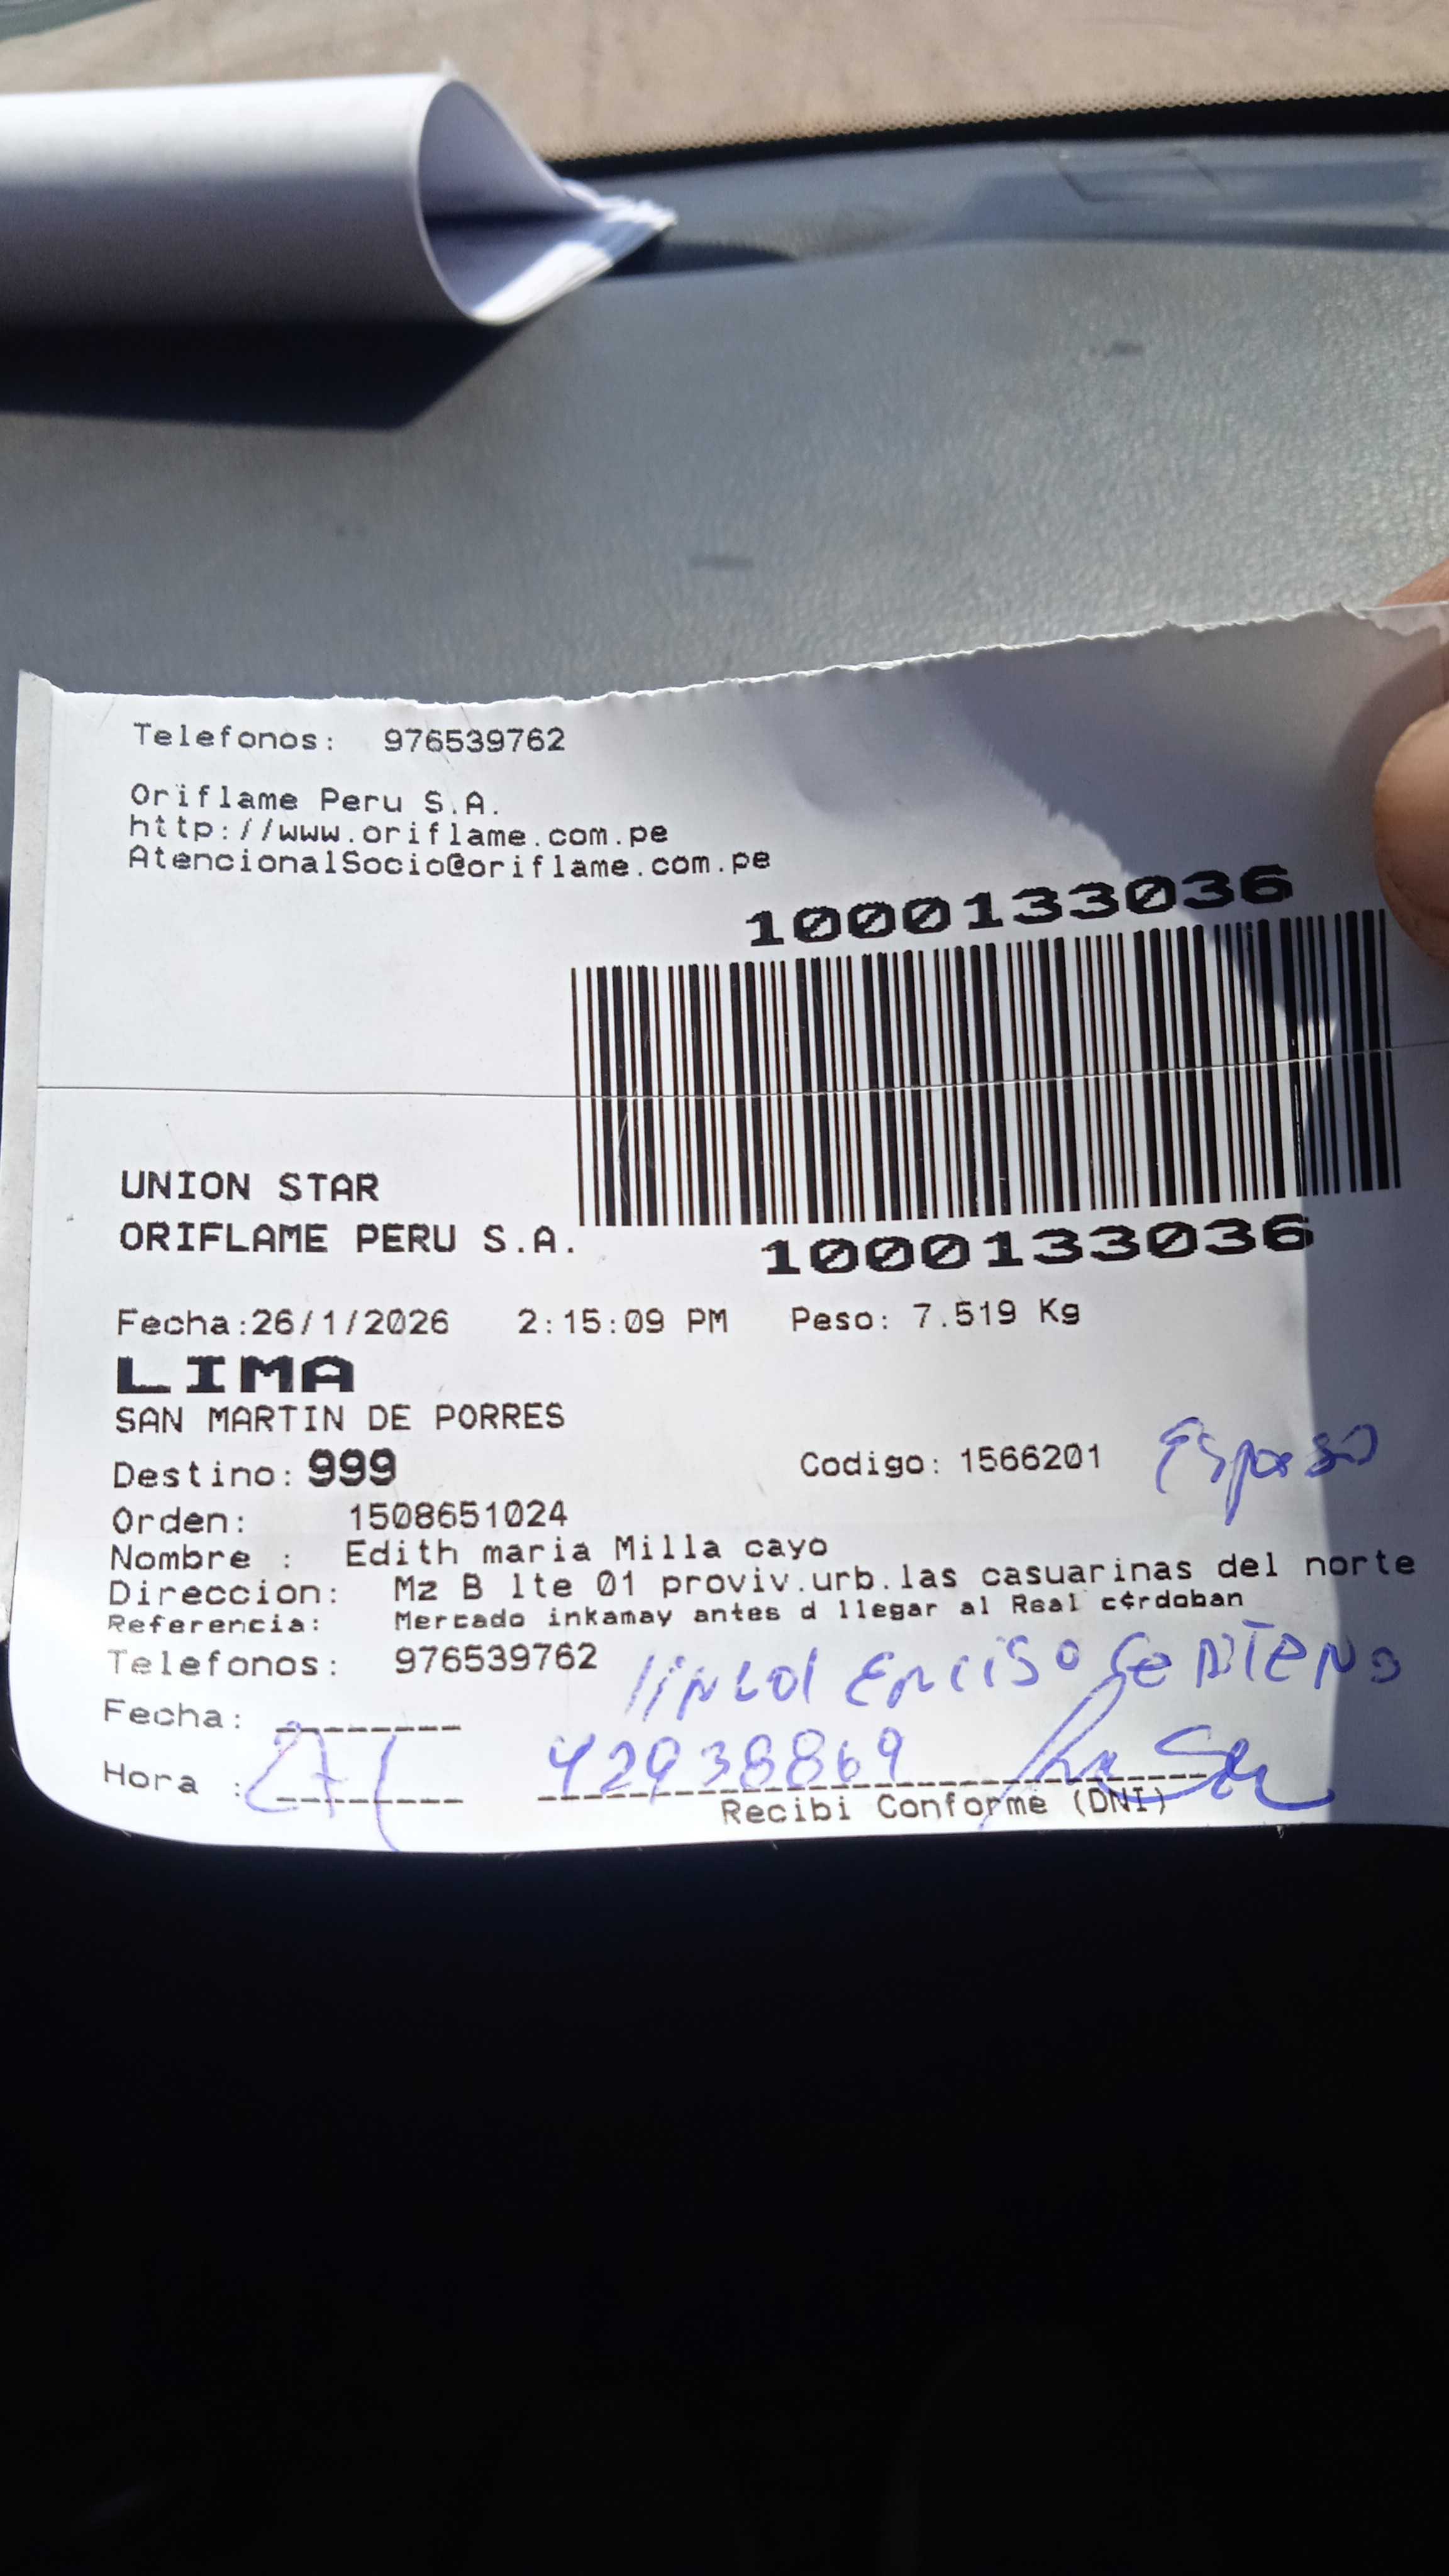 Telefonos: 976539762
Oriflame Peru S.A.
http://www.oriflame.com.pe
AtencionalSocio@oriflame.com.pe
1000133036
UNION STAR
ORIFLAME PERU S.A.
1000133036
Fecha:26/1/2026 2:15:09 PM Peso: 7.519 Kg
LIMA
SAN MARTIN DE PORRES
Destino: 999 Codigo: 1566201 Esposo
Orden: 1508651024
Nombre : Edith maria Milla cayo
Direccion: Mz B lte 01 proviv.urb.las casuarinas del norte
Referencia: Mercado inkamay antes d llegar al Real c¢rdoban
Telefonos: 976539762
Enciso Centeno
Fecha:
Hora : 27/ 42938869
Recibi Conforme (DNI)